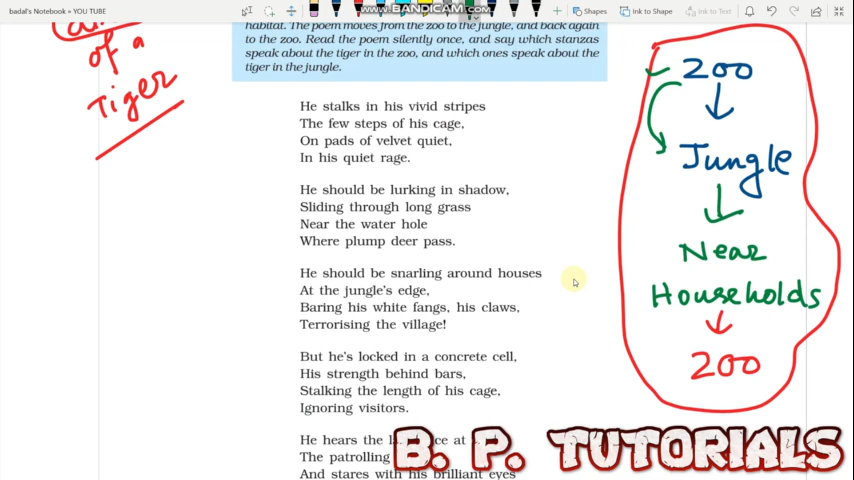 badal's Notebook • YOU TUBE
WWW.BANDICAM.COM
Shapes
Ink to Shape
Ink to Text
of a
Tiger
habitat. The poem moves from the zoo to the jungle, and back again
to the zoo. Read the poem silently once, and say which stanzas
speak about the tiger in the zoo, and which ones speak about the
tiger in the jungle.
He stalks in his vivid stripes
The few steps of his cage,
On pads of velvet quiet,
In his quiet rage.
He should be lurking in shadow,
Sliding through long grass
Near the water hole
Where plump deer pass.
He should be snarling around houses
At the jungle's edge,
Baring his white fangs, his claws,
Terrorising the village!
But he's locked in a concrete cell,
His strength behind bars,
Stalking the length of his cage,
Ignoring visitors.
He hears the at
The patrolling
And stares with his brilliant eyes
Zoo
Jungle
Near
Households
Zoo
B. P. TUTORIALS